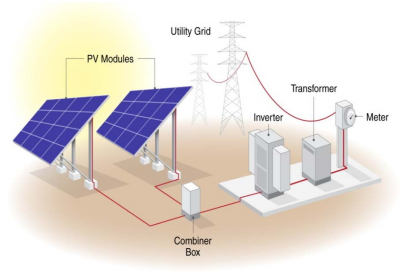 Utility Grid
PV Modules
Transformer
Inverter
Meter
Combiner
Box